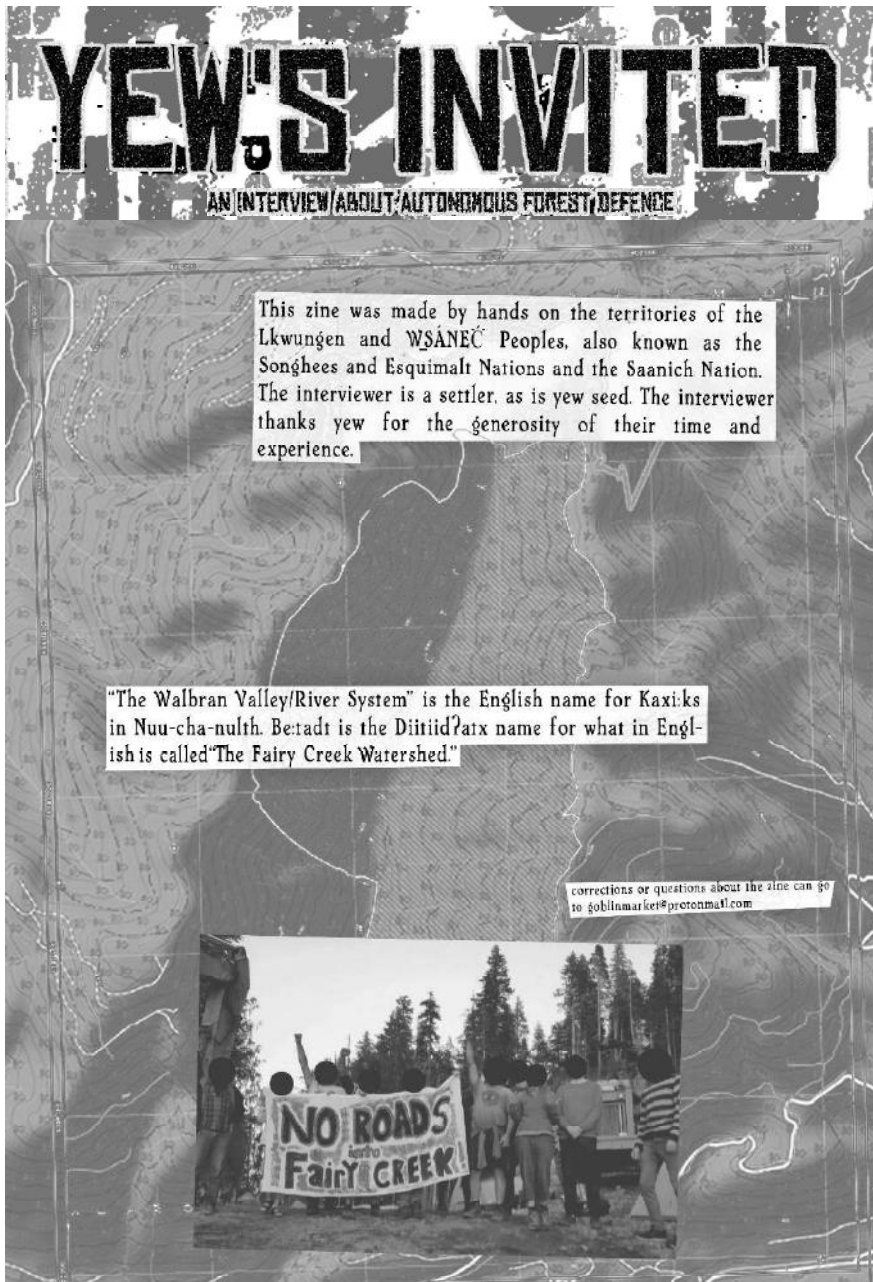 YEW'S INVITED
AN INTERVIEW ABOUT AUTONOMOUS FOREST DEFENCE
This zine was made by hands on the territories of the
Lkwungen and W̱SÁNEĆ Peoples, also known as the
Songhees and Esquimalt Nations and the Saanich Nation.
The interviewer is a settler, as is yew seed. The interviewer
thanks yew for the generosity of their time and
experience.
"The Walbran Valley/River System" is the English name for Kaxi:ks
in Nuu-cha-nulth. Be:tadt is the Diitiidʔatx name for what in Engl-
ish is called "The Fairy Creek Watershed."
corrections or questions about the zine can go
to goblinmarket@protonmail.com
NO ROADS
into
FairY CREEK!